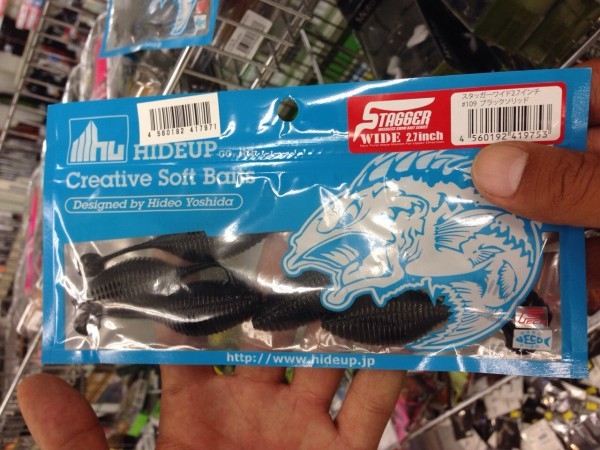 4 560192 477971
hu
HIDEUP
Creative Soft Baits
Designed by Hideo Yoshida
STAGGER
WIDE 2.7inch
スタッガーワイド2.7インチ
#109 ブラックソリッド
4 560192 419753
http://www.hideup.jp